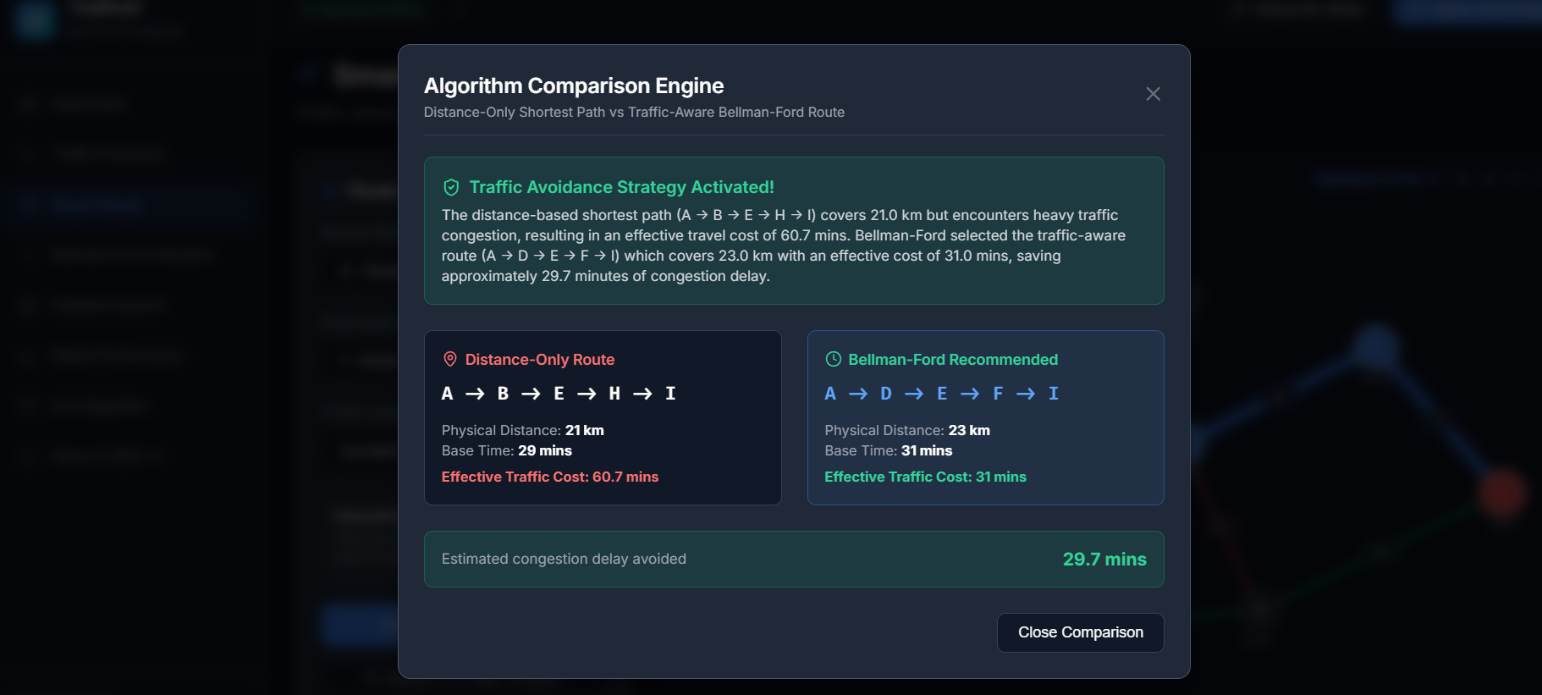 Algorithm Comparison Engine
Distance-Only Shortest Path vs Traffic-Aware Bellman-Ford Route
Traffic Avoidance Strategy Activated!
The distance-based shortest path (A → B → E → H → I) covers 21.0 km but encounters heavy traffic
congestion, resulting in an effective travel cost of 60.7 mins. Bellman-Ford selected the traffic-aware
route (A → D → E → F → I) which covers 23.0 km with an effective cost of 31.0 mins, saving
approximately 29.7 minutes of congestion delay.
Distance-Only Route
A → B → E → H → I
Physical Distance: 21 km
Base Time: 29 mins
Effective Traffic Cost: 60.7 mins
Bellman-Ford Recommended
A → D → E → F → I
Physical Distance: 23 km
Base Time: 31 mins
Effective Traffic Cost: 31 mins
Estimated congestion delay avoided
29.7 mins
Close Comparison